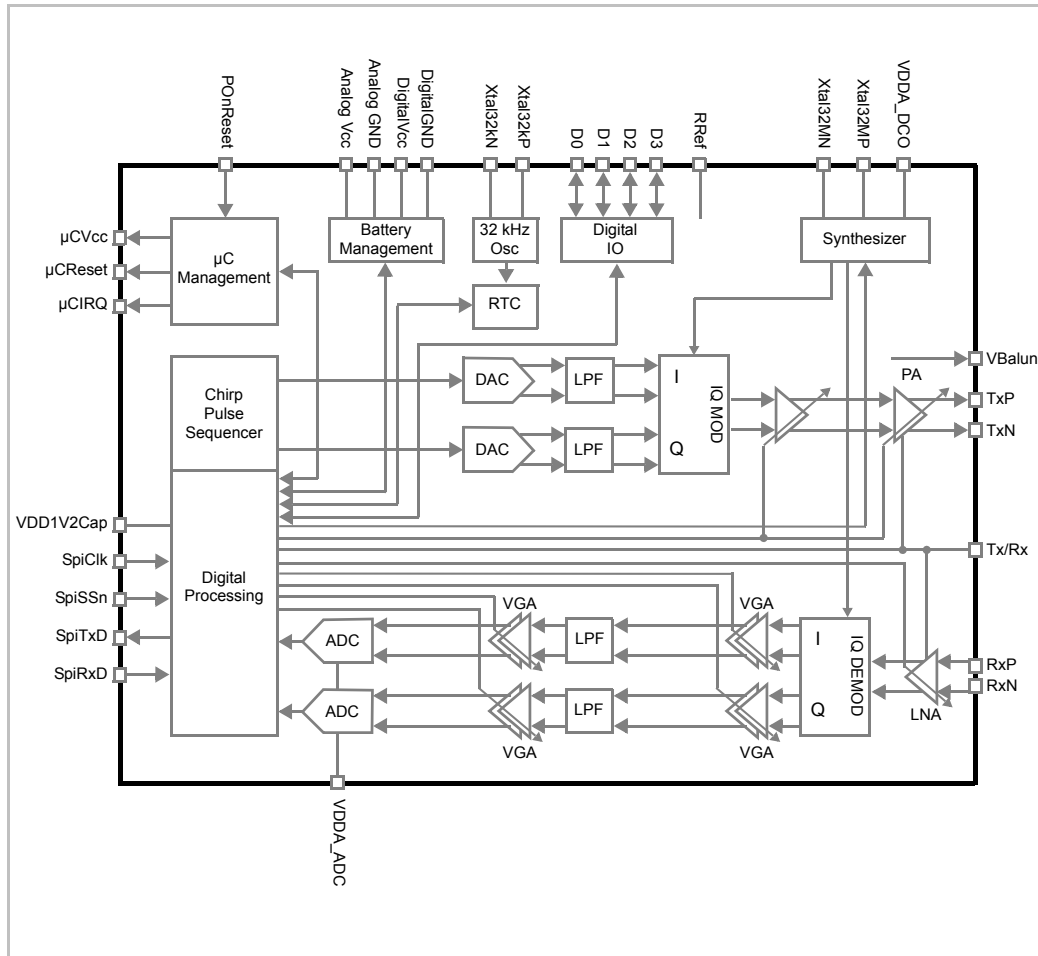 POnReset
Analog Vcc
Analog GND
DigitalVcc
DigitalGND
Xtal32kN
Xtal32kP
D0
D1
D2
D3
RRef
Xtal32MN
Xtal32MP
VDDA_DCO
µCVcc
µCReset
µCIRQ
µC
Management
Battery
Management
32 kHz
Osc
Digital
IO
Synthesizer
RTC
Chirp
Pulse
Sequencer
DAC
LPF
I
IQ MOD
Q
DAC
LPF
PA
VBalun
TxP
TxN
VDD1V2Cap
SpiClk
SpiSSn
SpiTxD
SpiRxD
Digital
Processing
Tx/Rx
ADC
VGA
LPF
VGA
I
IQ DEMOD
Q
ADC
VGA
LPF
VGA
LNA
RxP
RxN
VDDA_ADC